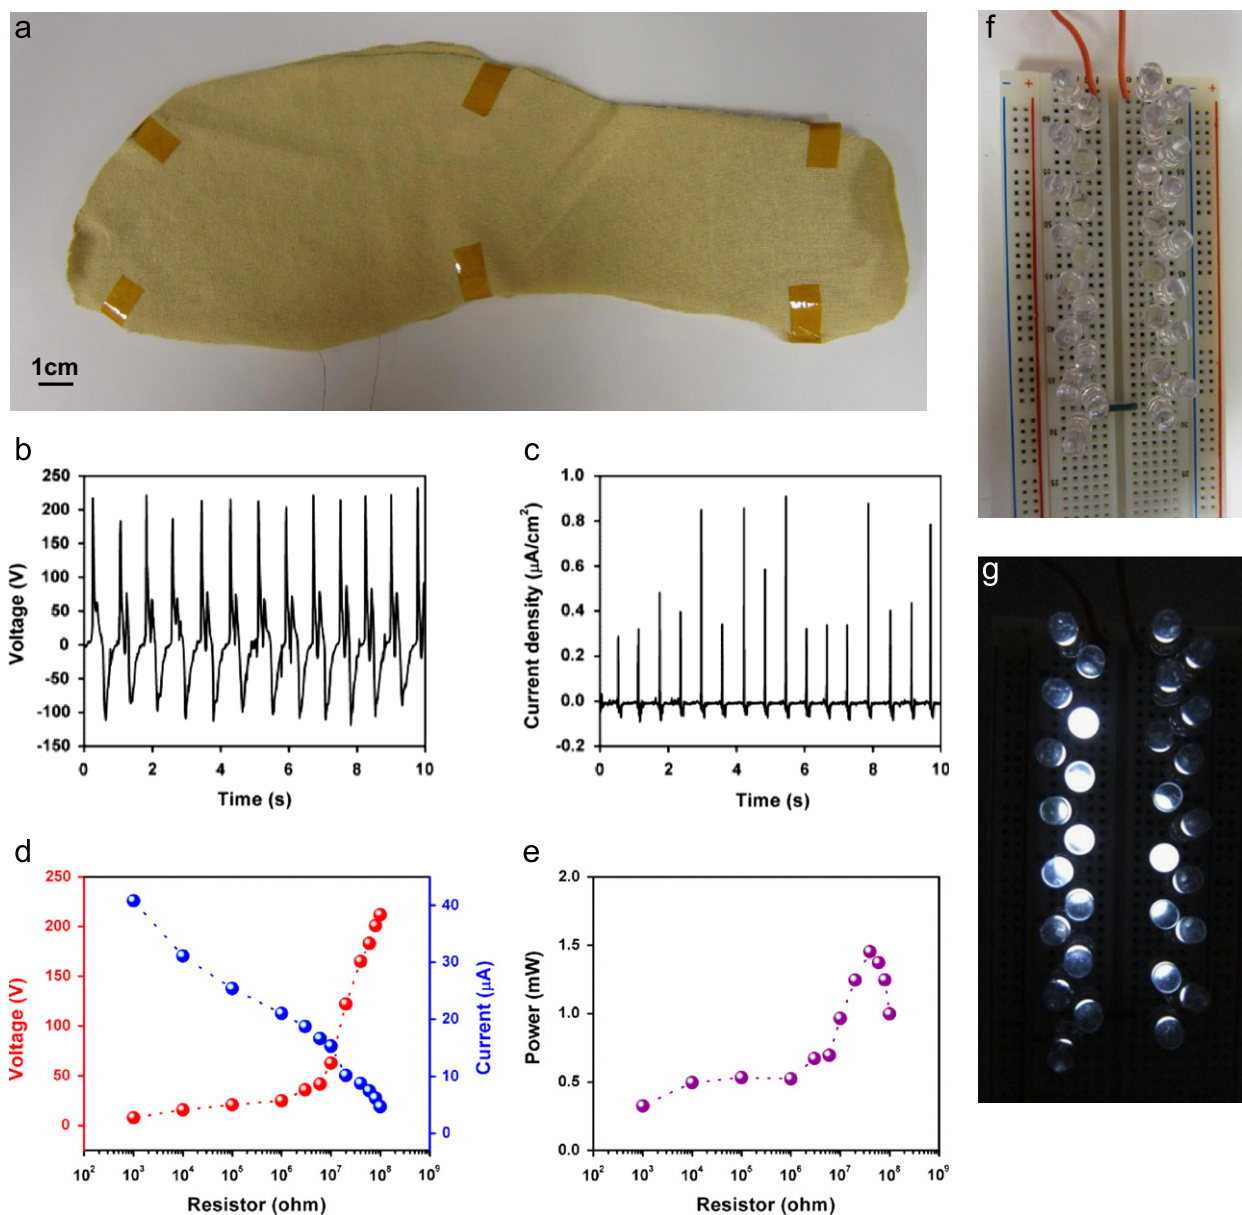 a
1cm
b
Voltage (V)
250
200
150
100
50
0
-50
-100
-150
0 2 4 6 8 10
Time (s)
c
Current density (μA/cm²)
1.0
0.8
0.6
0.4
0.2
0.0
-0.2
0 2 4 6 8 10
Time (s)
d
Voltage (V)
250
200
150
100
50
0
Current (μA)
40
30
20
10
0
10² 10³ 10⁴ 10⁵ 10⁶ 10⁷ 10⁸ 10⁹
Resistor (ohm)
e
Power (mW)
2.0
1.5
1.0
0.5
0.0
10² 10³ 10⁴ 10⁵ 10⁶ 10⁷ 10⁸ 10⁹
Resistor (ohm)
f
− +
− +
g